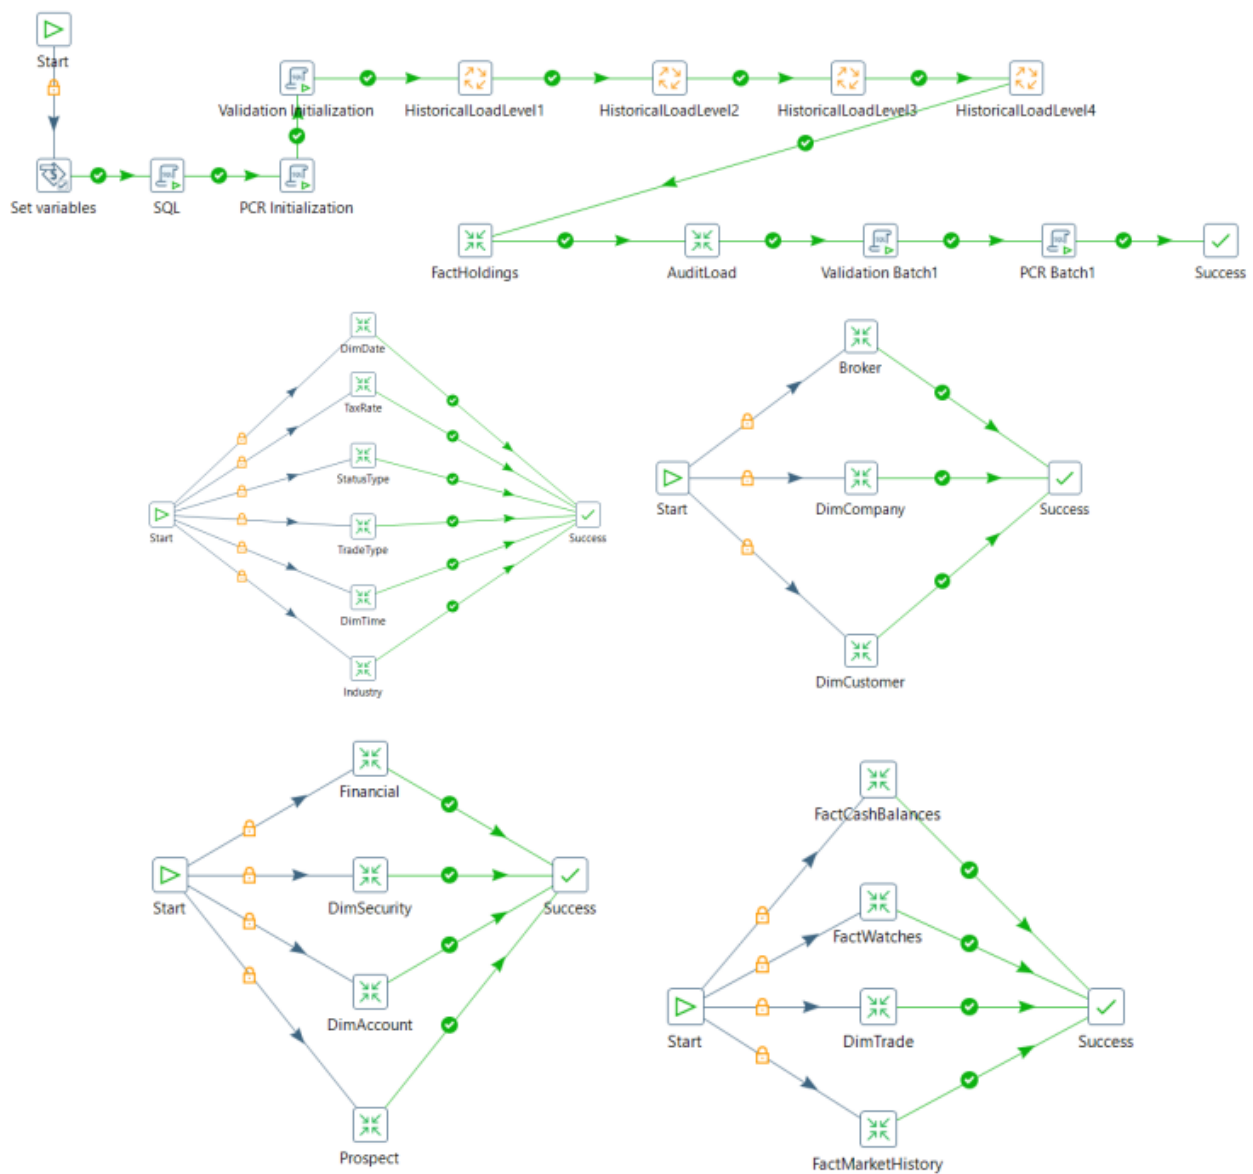 Start
Validation Initialization
HistoricalLoadLevel1
HistoricalLoadLevel2
HistoricalLoadLevel3
HistoricalLoadLevel4
Set variables
SQL
PCR Initialization
FactHoldings
AuditLoad
Validation Batch1
PCR Batch1
Success
DimDate
TaxRate
StatusType
Start
TradeType
Success
DimTime
Industry
Broker
Start
DimCompany
Success
DimCustomer
Financial
Start
DimSecurity
Success
DimAccount
Prospect
FactCashBalances
FactWatches
Start
DimTrade
Success
FactMarketHistory